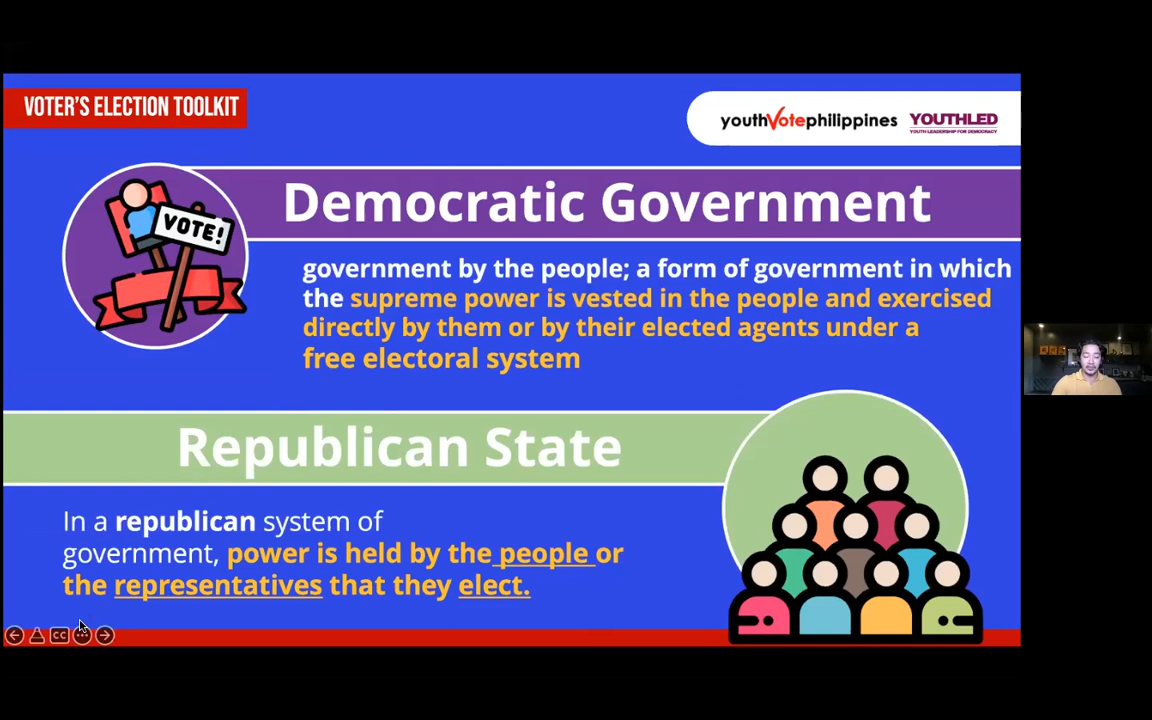 VOTER'S ELECTION TOOLKIT
youthVotephilippines
YOUTHLED
YOUTH LEADERSHIP FOR DEMOCRACY
VOTE!
Democratic Government
government by the people; a form of government in which
the supreme power is vested in the people and exercised
directly by them or by their elected agents under a
free electoral system
Republican State
In a republican system of
government, power is held by the people or
the representatives that they elect.
CC